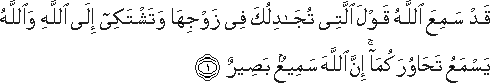 قَدْ سَمِعَ ٱللَّهُ قَوْلَ ٱلَّتِى تُجَـٰدِلُكَ فِى زَوْجِهَا وَتَشْتَكِىٓ إِلَى ٱللَّهِ وَٱللَّهُ
يَسْمَعُ تَحَاوُرَكُمَآ ۚ إِنَّ ٱللَّهَ سَمِيعٌۢ بَصِيرٌ ١